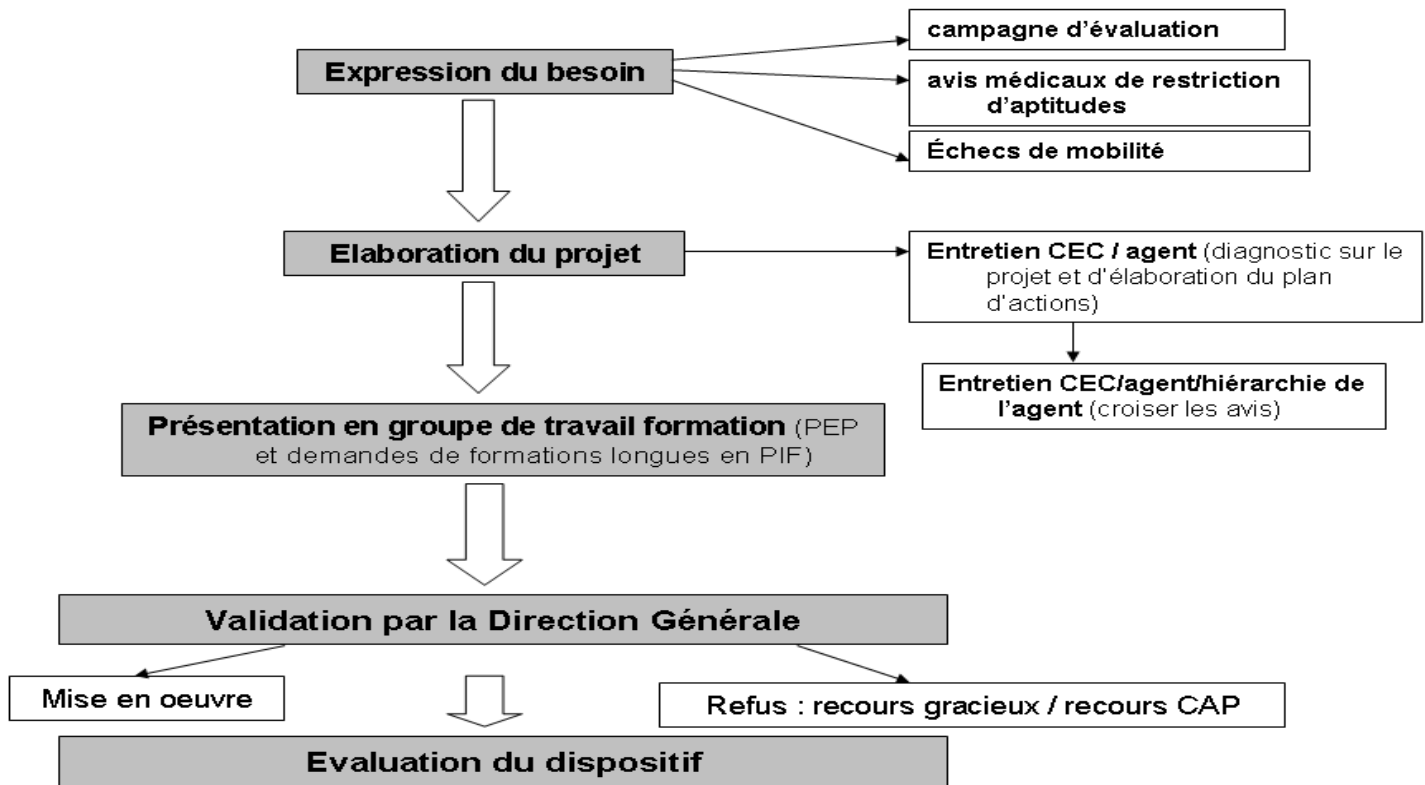 campagne d’évaluation
Expression du besoin
avis médicaux de restriction
d’aptitudes
Échecs de mobilité
Elaboration du projet
Entretien CEC / agent (diagnostic sur le
projet et d’élaboration du plan
d’actions)
Entretien CEC/agent/hiérarchie de
l’agent (croiser les avis)
Présentation en groupe de travail formation (PEP
et demandes de formations longues en PIF)
Validation par la Direction Générale
Mise en oeuvre
Refus : recours gracieux / recours CAP
Evaluation du dispositif